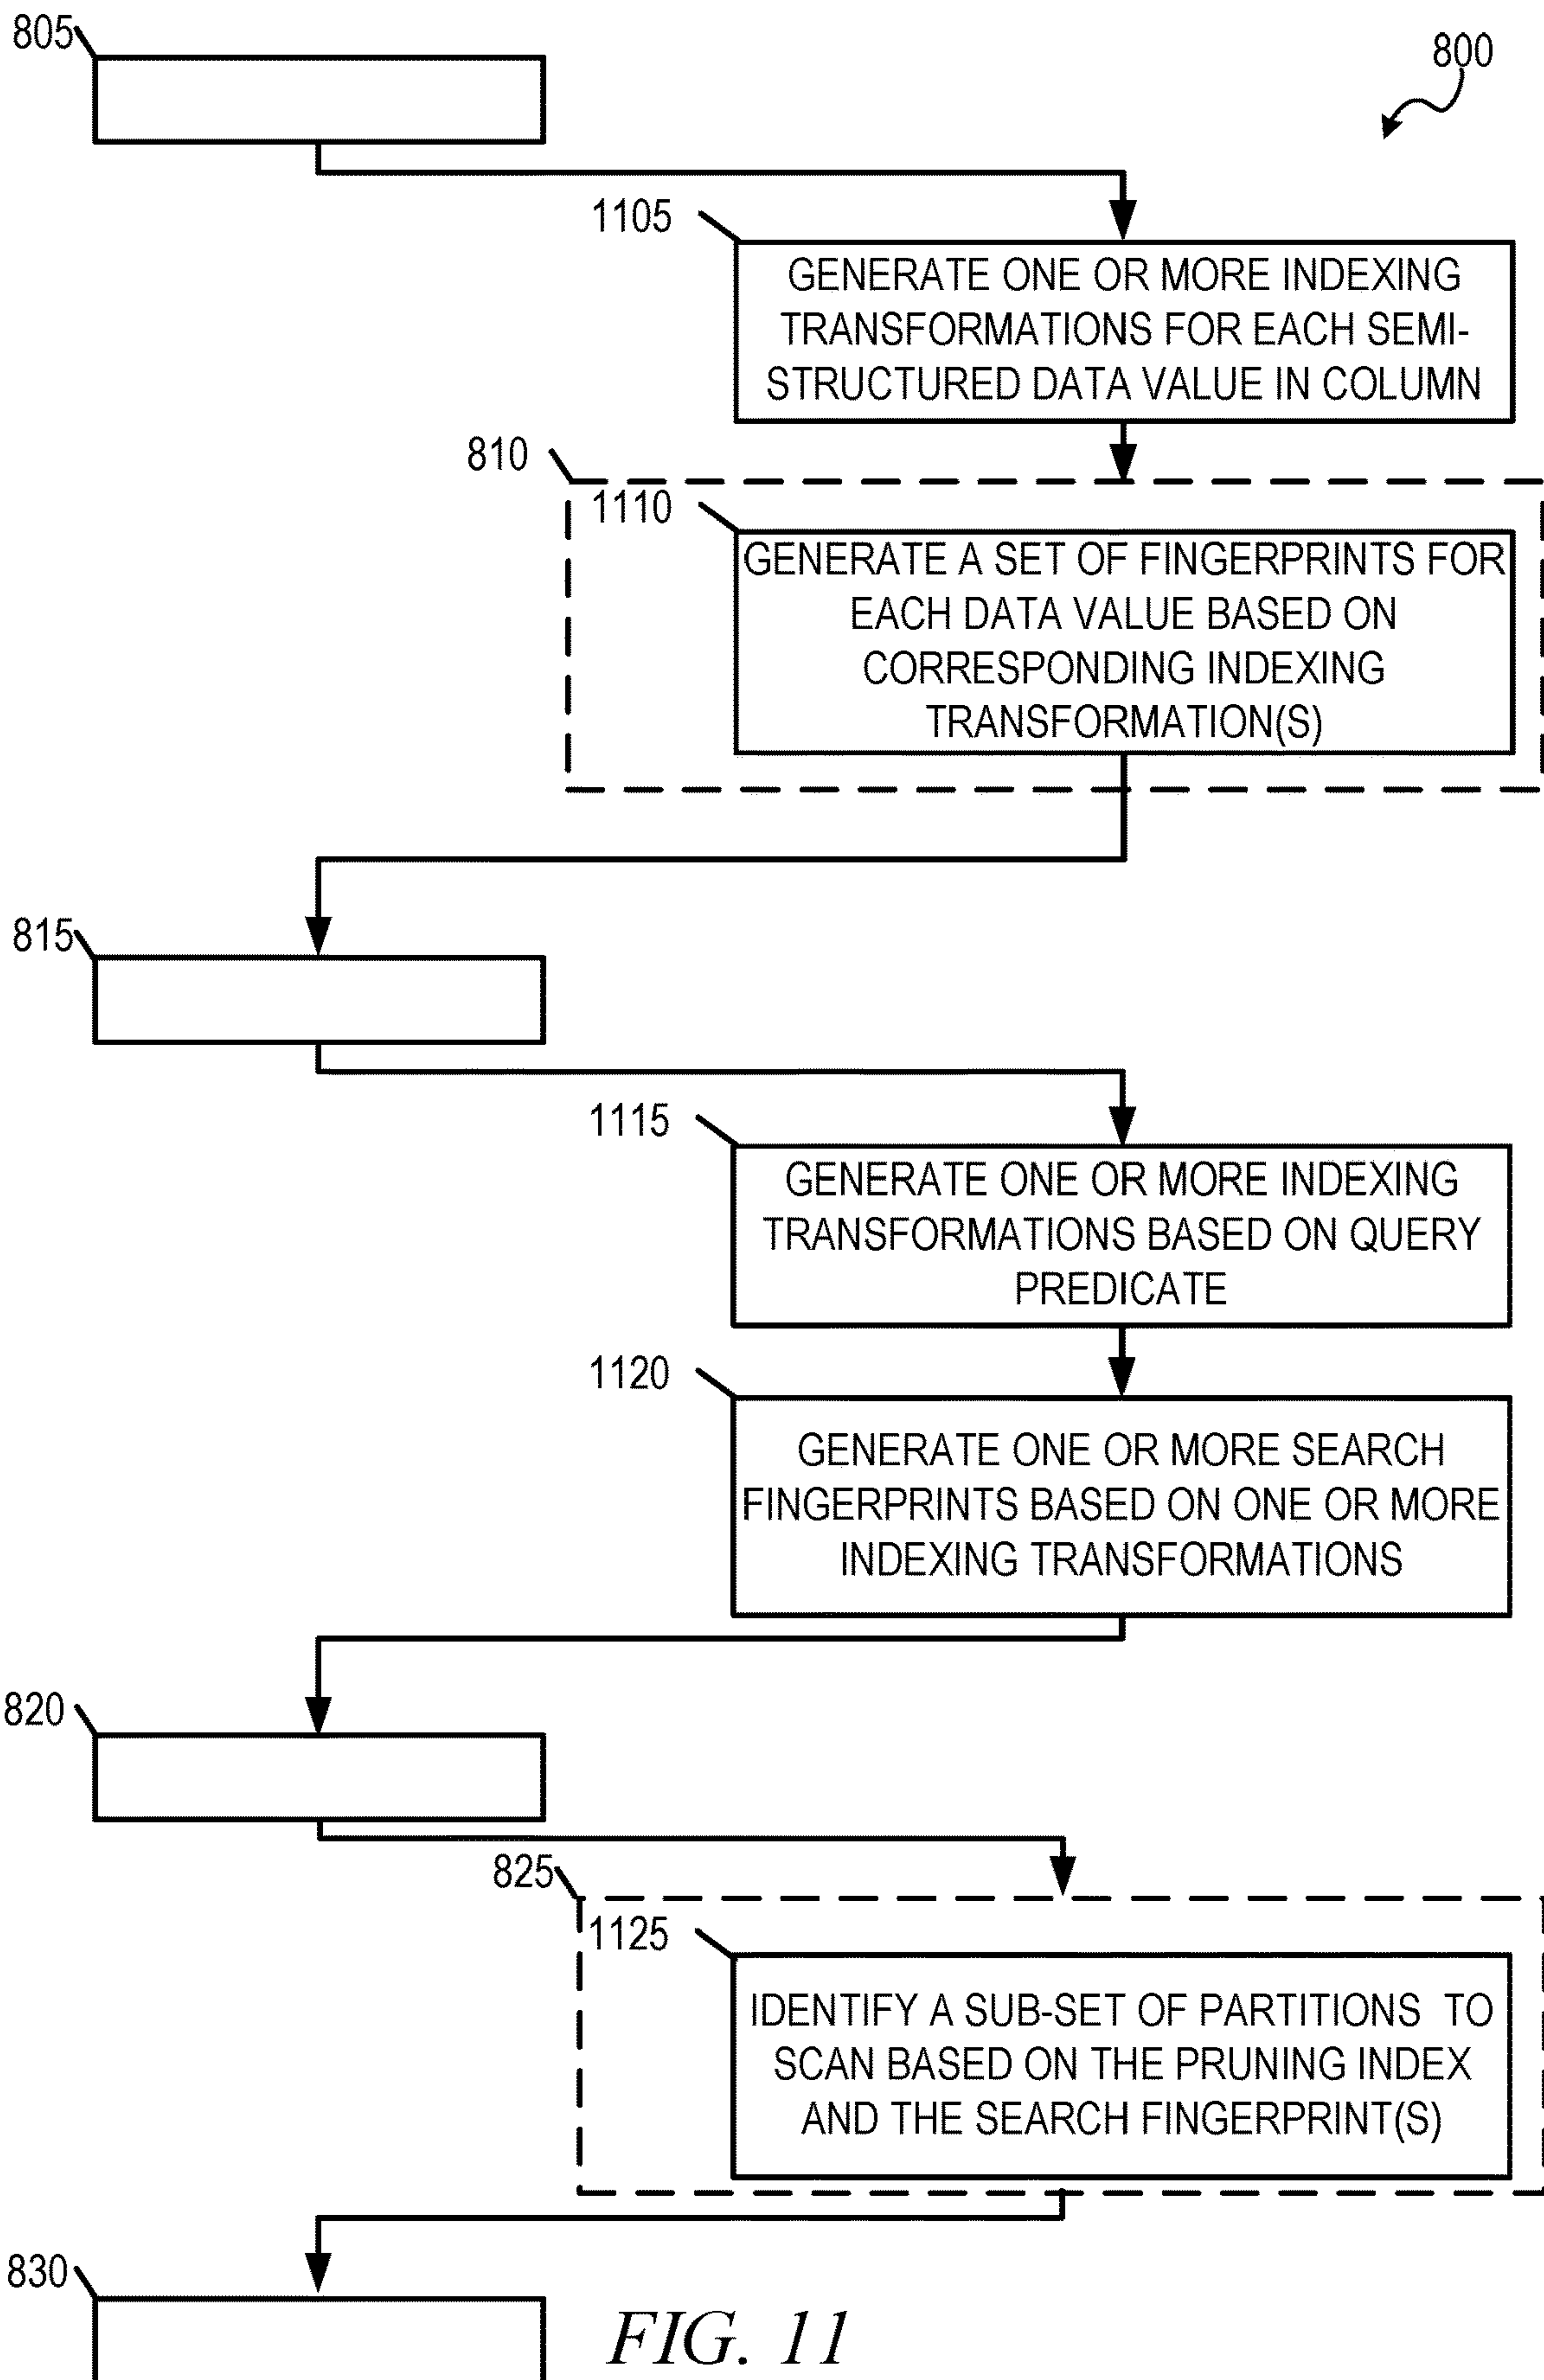 805
800
1105
GENERATE ONE OR MORE INDEXING
TRANSFORMATIONS FOR EACH SEMI-
STRUCTURED DATA VALUE IN COLUMN
810
1110
GENERATE A SET OF FINGERPRINTS FOR
EACH DATA VALUE BASED ON
CORRESPONDING INDEXING
TRANSFORMATION(S)
815
1115
GENERATE ONE OR MORE INDEXING
TRANSFORMATIONS BASED ON QUERY
PREDICATE
1120
GENERATE ONE OR MORE SEARCH
FINGERPRINTS BASED ON ONE OR MORE
INDEXING TRANSFORMATIONS
820
825
1125
IDENTIFY A SUB-SET OF PARTITIONS TO
SCAN BASED ON THE PRUNING INDEX
AND THE SEARCH FINGERPRINT(S)
830
FIG. 11